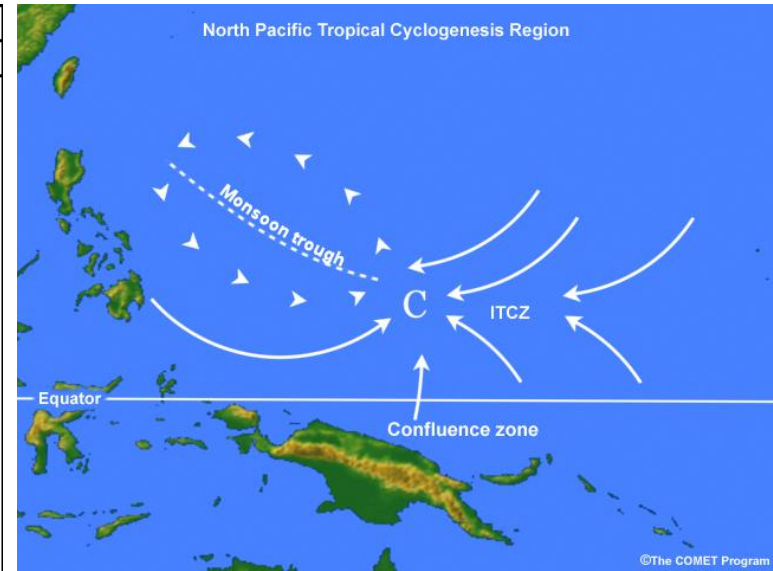 North Pacific Tropical Cyclogenesis Region
Monsoon trough
C
ITCZ
Equator
Confluence zone
©The COMET Program